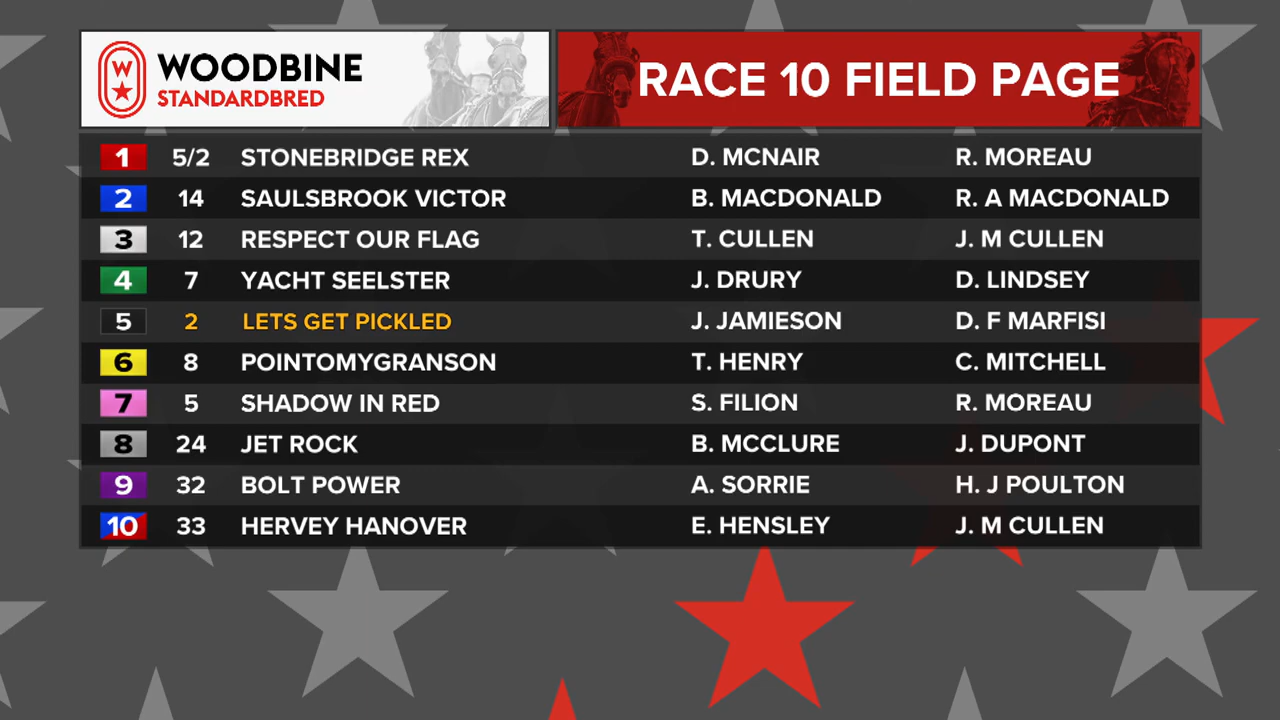 W
WOODBINE
STANDARDBRED
RACE 10 FIELD PAGE
1 5/2 STONEBRIDGE REX D. MCNAIR R. MOREAU
2 14 SAULSBROOK VICTOR B. MACDONALD R. A MACDONALD
3 12 RESPECT OUR FLAG T. CULLEN J. M CULLEN
4 7 YACHT SEELSTER J. DRURY D. LINDSEY
5 2 LETS GET PICKLED J. JAMIESON D. F MARFISI
6 8 POINTOMYGRANSON T. HENRY C. MITCHELL
7 5 SHADOW IN RED S. FILION R. MOREAU
8 24 JET ROCK B. MCCLURE J. DUPONT
9 32 BOLT POWER A. SORRIE H. J POULTON
10 33 HERVEY HANOVER E. HENSLEY J. M CULLEN